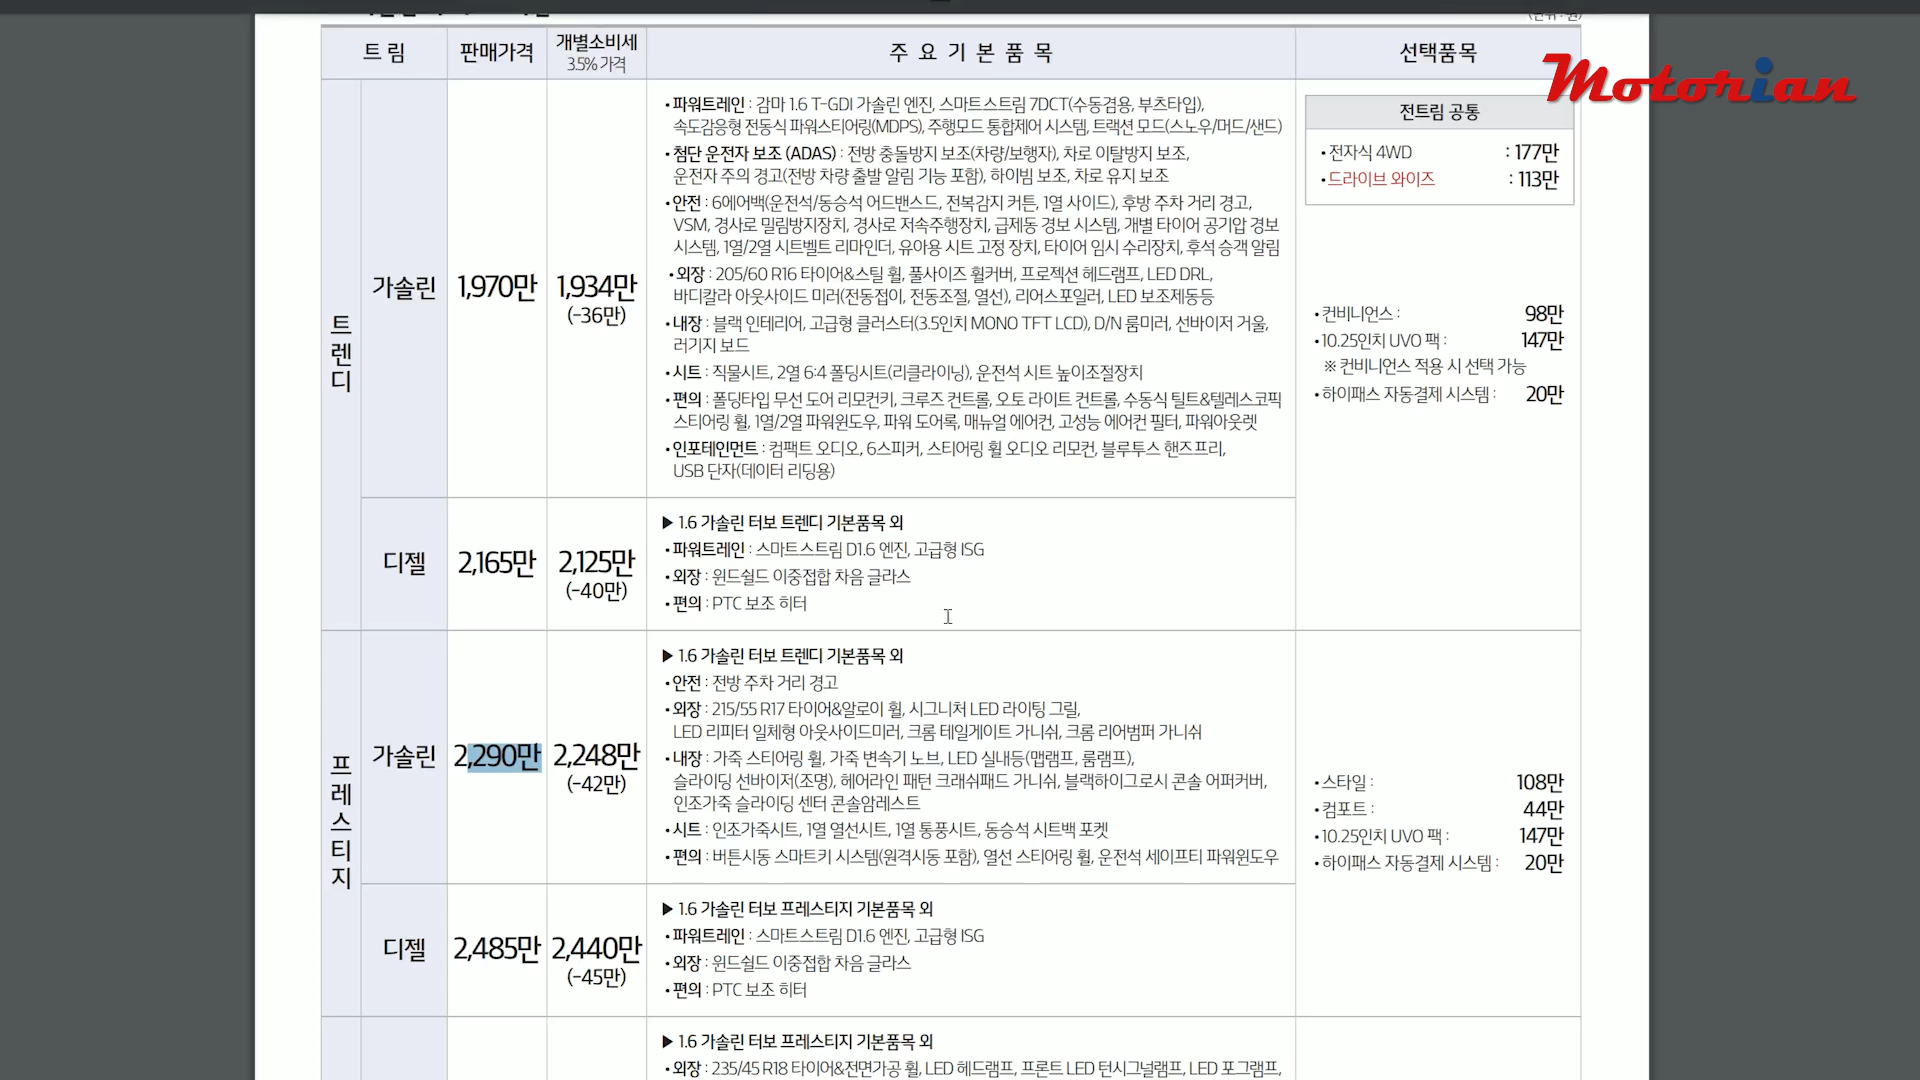 (단위 : 원)
Motorian
트 림
판매가격
개별소비세
3.5% 가격
주 요 기 본 품 목
선택품목
트렌디
가솔린
1,970만
1,934만
(-36만)
• 파워트레인 : 감마 1.6 T-GDI 가솔린 엔진, 스마트스트림 7DCT(수동겸용, 부츠타입),
속도감응형 전동식 파워스티어링(MDPS), 주행모드 통합제어 시스템, 트랙션 모드(스노우/머드/샌드)
• 첨단 운전자 보조 (ADAS) : 전방 충돌방지 보조(차량/보행자), 차로 이탈방지 보조,
운전자 주의 경고(전방 차량 출발 알림 기능 포함), 하이빔 보조, 차로 유지 보조
• 안전 : 6에어백(운전석/동승석 어드밴스드, 전복감지 커튼, 1열 사이드), 후방 주차 거리 경고,
VSM, 경사로 밀림방지장치, 경사로 저속주행장치, 급제동 경보 시스템, 개별 타이어 공기압 경보
시스템, 1열/2열 시트벨트 리마인더, 유아용 시트 고정 장치, 타이어 임시 수리장치, 후석 승객 알림
• 외장 : 205/60 R16 타이어&스틸 휠, 풀사이즈 휠커버, 프로젝션 헤드램프, LED DRL,
바디칼라 아웃사이드 미러(전동접이, 전동조절, 열선), 리어스포일러, LED 보조제동등
• 내장 : 블랙 인테리어, 고급형 클러스터(3.5인치 MONO TFT LCD), D/N 룸미러, 선바이저 거울,
러기지 보드
• 시트 : 직물시트, 2열 6:4 폴딩시트(리클라이닝), 운전석 시트 높이조절장치
• 편의 : 폴딩타입 무선 도어 리모컨키, 크루즈 컨트롤, 오토 라이트 컨트롤, 수동식 틸트&텔레스코픽
스티어링 휠, 1열/2열 파워윈도우, 파워 도어록, 매뉴얼 에어컨, 고성능 에어컨 필터, 파워아웃렛
• 인포테인먼트 : 컴팩트 오디오, 6스피커, 스티어링 휠 오디오 리모컨, 블루투스 핸즈프리,
USB 단자(데이터 리딩용)
전트림 공통
• 전자식 4WD : 177만
• 드라이브 와이즈 : 113만
• 컨비니언스 : 98만
• 10.25인치 UVO 팩 : 147만
※ 컨비니언스 적용 시 선택 가능
• 하이패스 자동결제 시스템 : 20만
디젤
2,165만
2,125만
(-40만)
▶ 1.6 가솔린 터보 트렌디 기본품목 외
• 파워트레인 : 스마트스트림 D1.6 엔진, 고급형 ISG
• 외장 : 윈드쉴드 이중접합 차음 글라스
• 편의 : PTC 보조 히터
프레스티지
가솔린
2,290만
2,248만
(-42만)
▶ 1.6 가솔린 터보 트렌디 기본품목 외
• 안전 : 전방 주차 거리 경고
• 외장 : 215/55 R17 타이어&알로이 휠, 시그니처 LED 라이팅 그릴,
LED 리피터 일체형 아웃사이드미러, 크롬 테일게이트 가니쉬, 크롬 리어범퍼 가니쉬
• 내장 : 가죽 스티어링 휠, 가죽 변속기 노브, LED 실내등(맵램프, 룸램프),
슬라이딩 선바이저(조명), 헤어라인 패턴 크래쉬패드 가니쉬, 블랙하이그로시 콘솔 어퍼커버,
인조가죽 슬라이딩 센터 콘솔암레스트
• 시트 : 인조가죽시트, 1열 열선시트, 1열 통풍시트, 동승석 시트백 포켓
• 편의 : 버튼시동 스마트키 시스템(원격시동 포함), 열선 스티어링 휠, 운전석 세이프티 파워윈도우
• 스타일 : 108만
• 컴포트 : 44만
• 10.25인치 UVO 팩 : 147만
• 하이패스 자동결제 시스템 : 20만
디젤
2,485만
2,440만
(-45만)
▶ 1.6 가솔린 터보 프레스티지 기본품목 외
• 파워트레인 : 스마트스트림 D1.6 엔진, 고급형 ISG
• 외장 : 윈드쉴드 이중접합 차음 글라스
• 편의 : PTC 보조 히터
▶ 1.6 가솔린 터보 프레스티지 기본품목 외
• 외장 : 235/45 R18 타이어&전면가공 휠, LED 헤드램프, 프론트 LED 턴시그널램프, LED 포그램프,